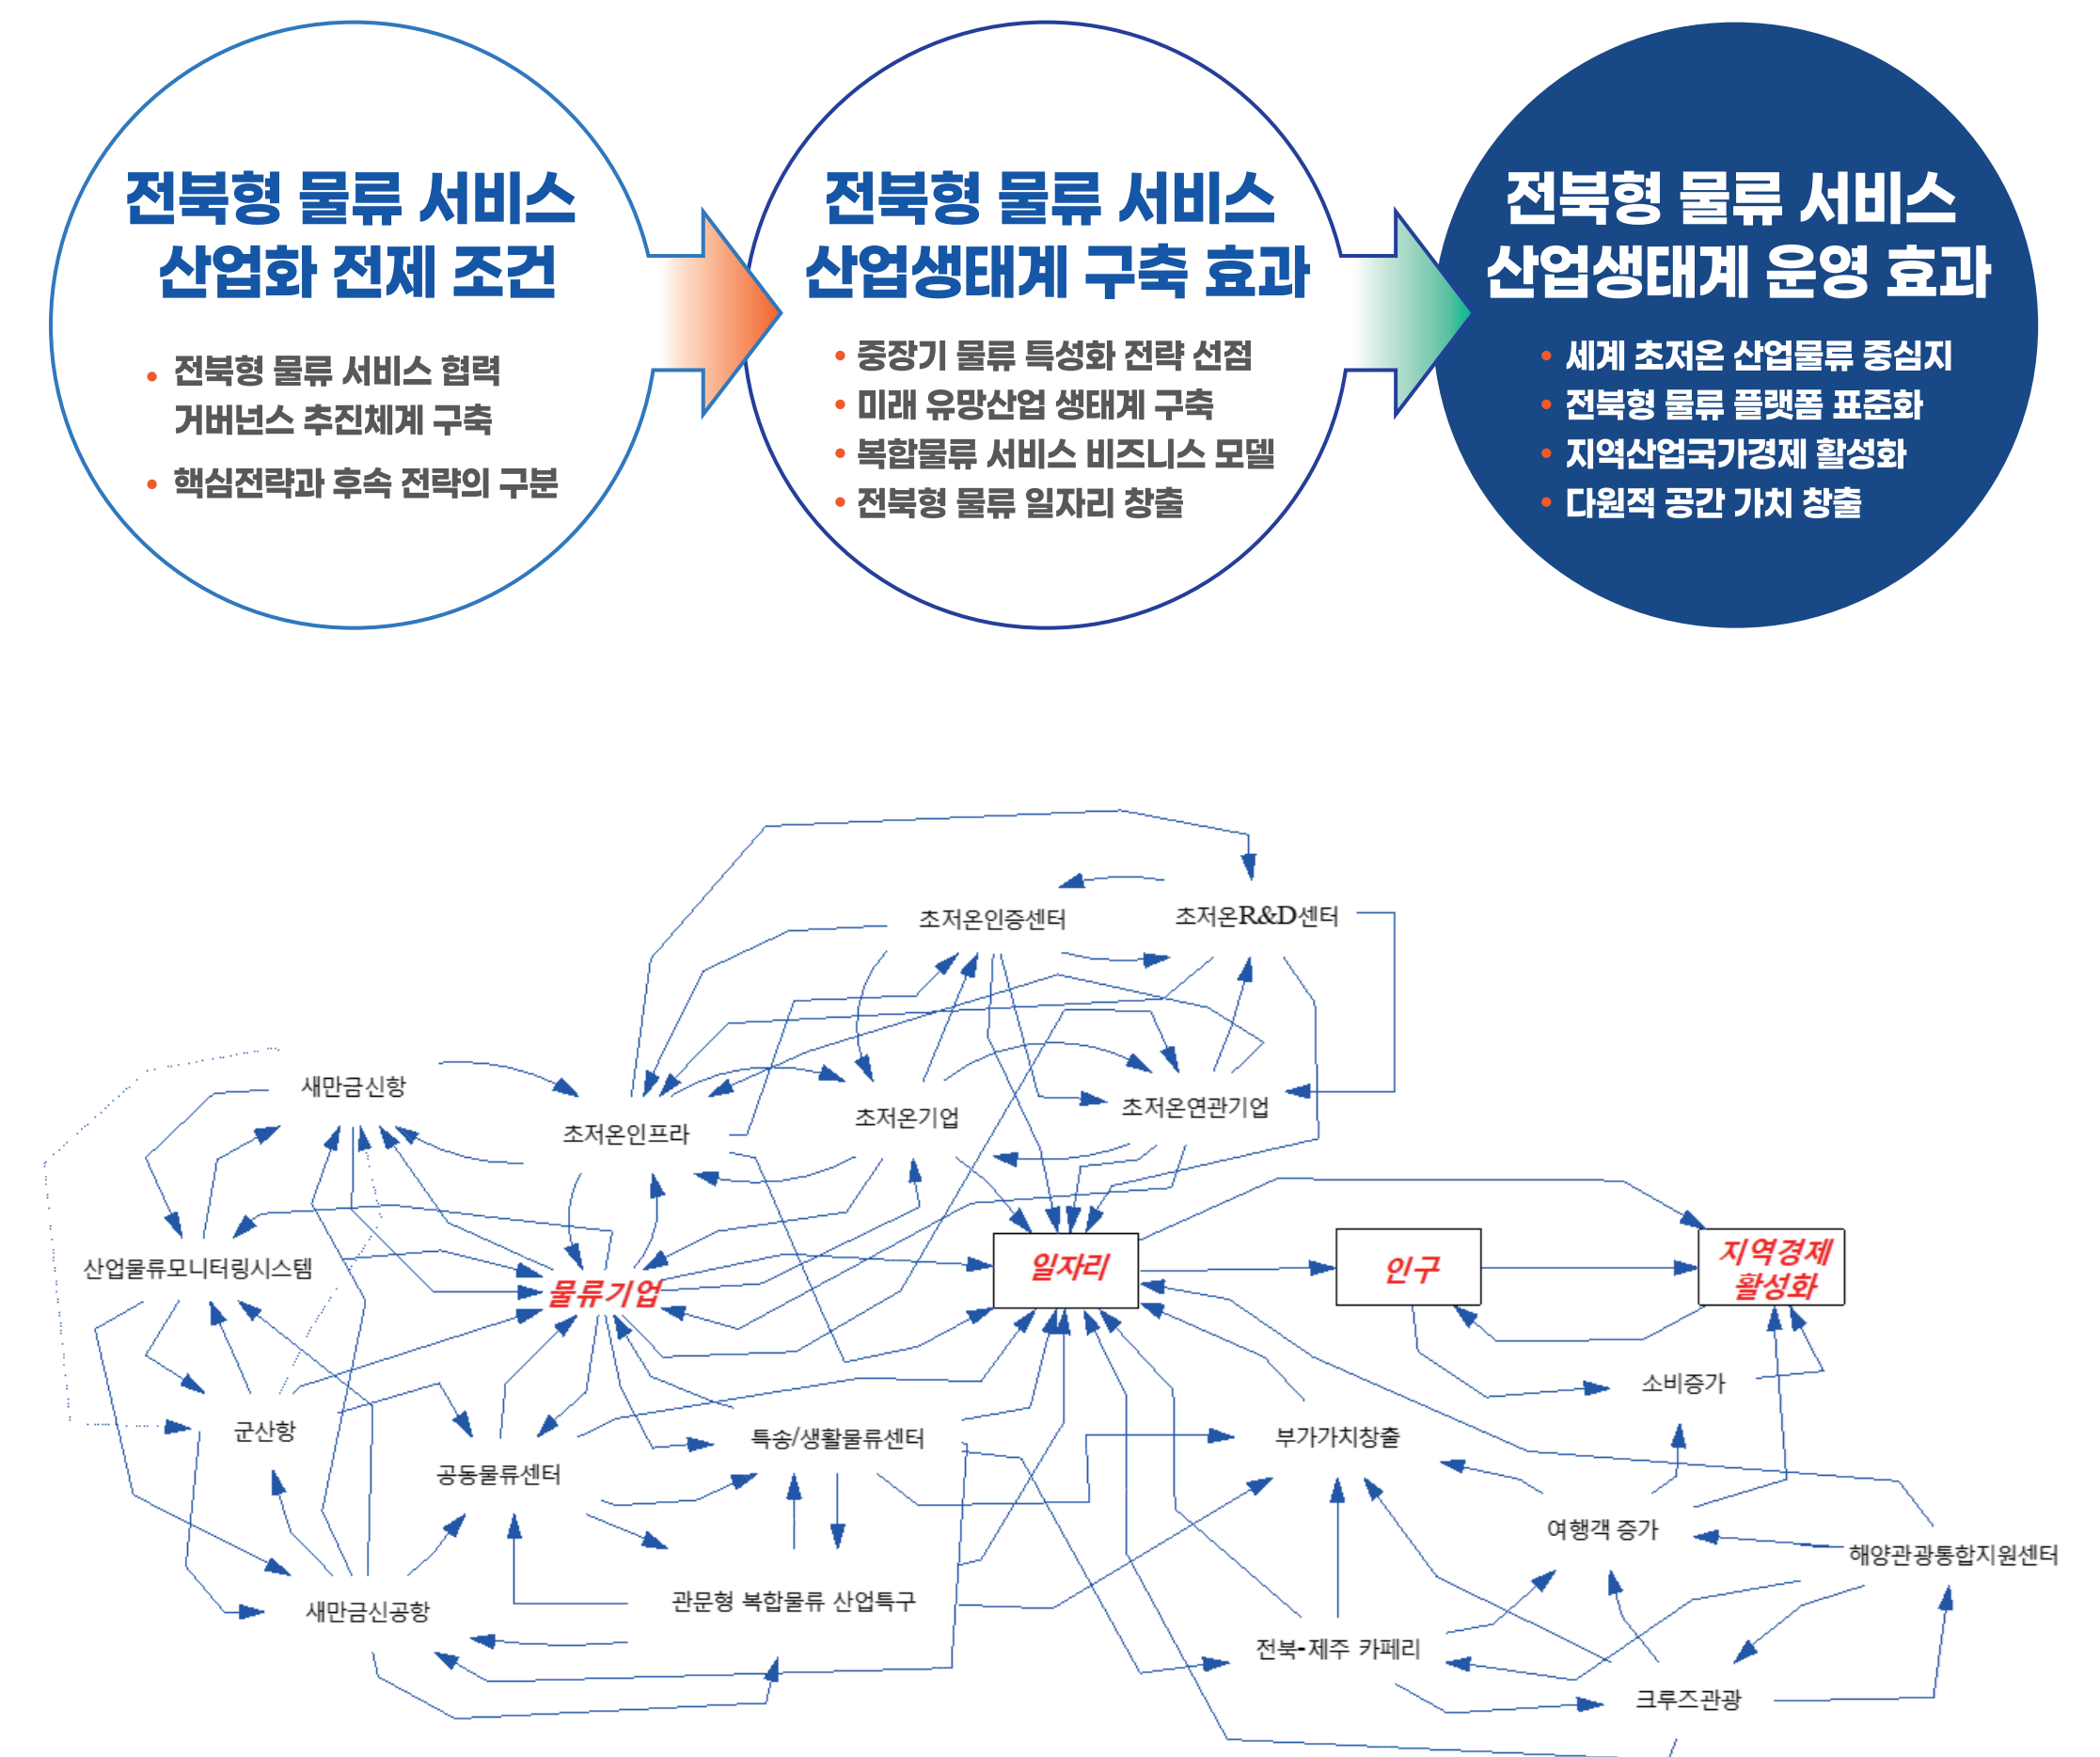 전북형 물류 서비스
산업화 전제 조건
• 전북형 물류 서비스 협력
거버넌스 추진체계 구축
• 핵심전략과 후속 전략의 구분
전북형 물류 서비스
산업생태계 구축 효과
• 중장기 물류 특성화 전략 선점
• 미래 유망산업 생태계 구축
• 복합물류 서비스 비즈니스 모델
• 전북형 물류 일자리 창출
전북형 물류 서비스
산업생태계 운영 효과
• 세계 초저온 산업물류 중심지
• 전북형 물류 플랫폼 표준화
• 지역산업국가경제 활성화
• 다원적 공간 가치 창출
초저온인증센터
초저온R&D센터
새만금신항
초저온인프라
초저온기업
초저온연관기업
산업물류모니터링시스템
물류기업
일자리
인구
지역경제
활성화
소비증가
군산항
공동물류센터
특송/생활물류센터
부가가치창출
여행객 증가
해양관광통합지원센터
새만금신공항
관문형 복합물류 산업특구
전북-제주 카페리
크루즈관광